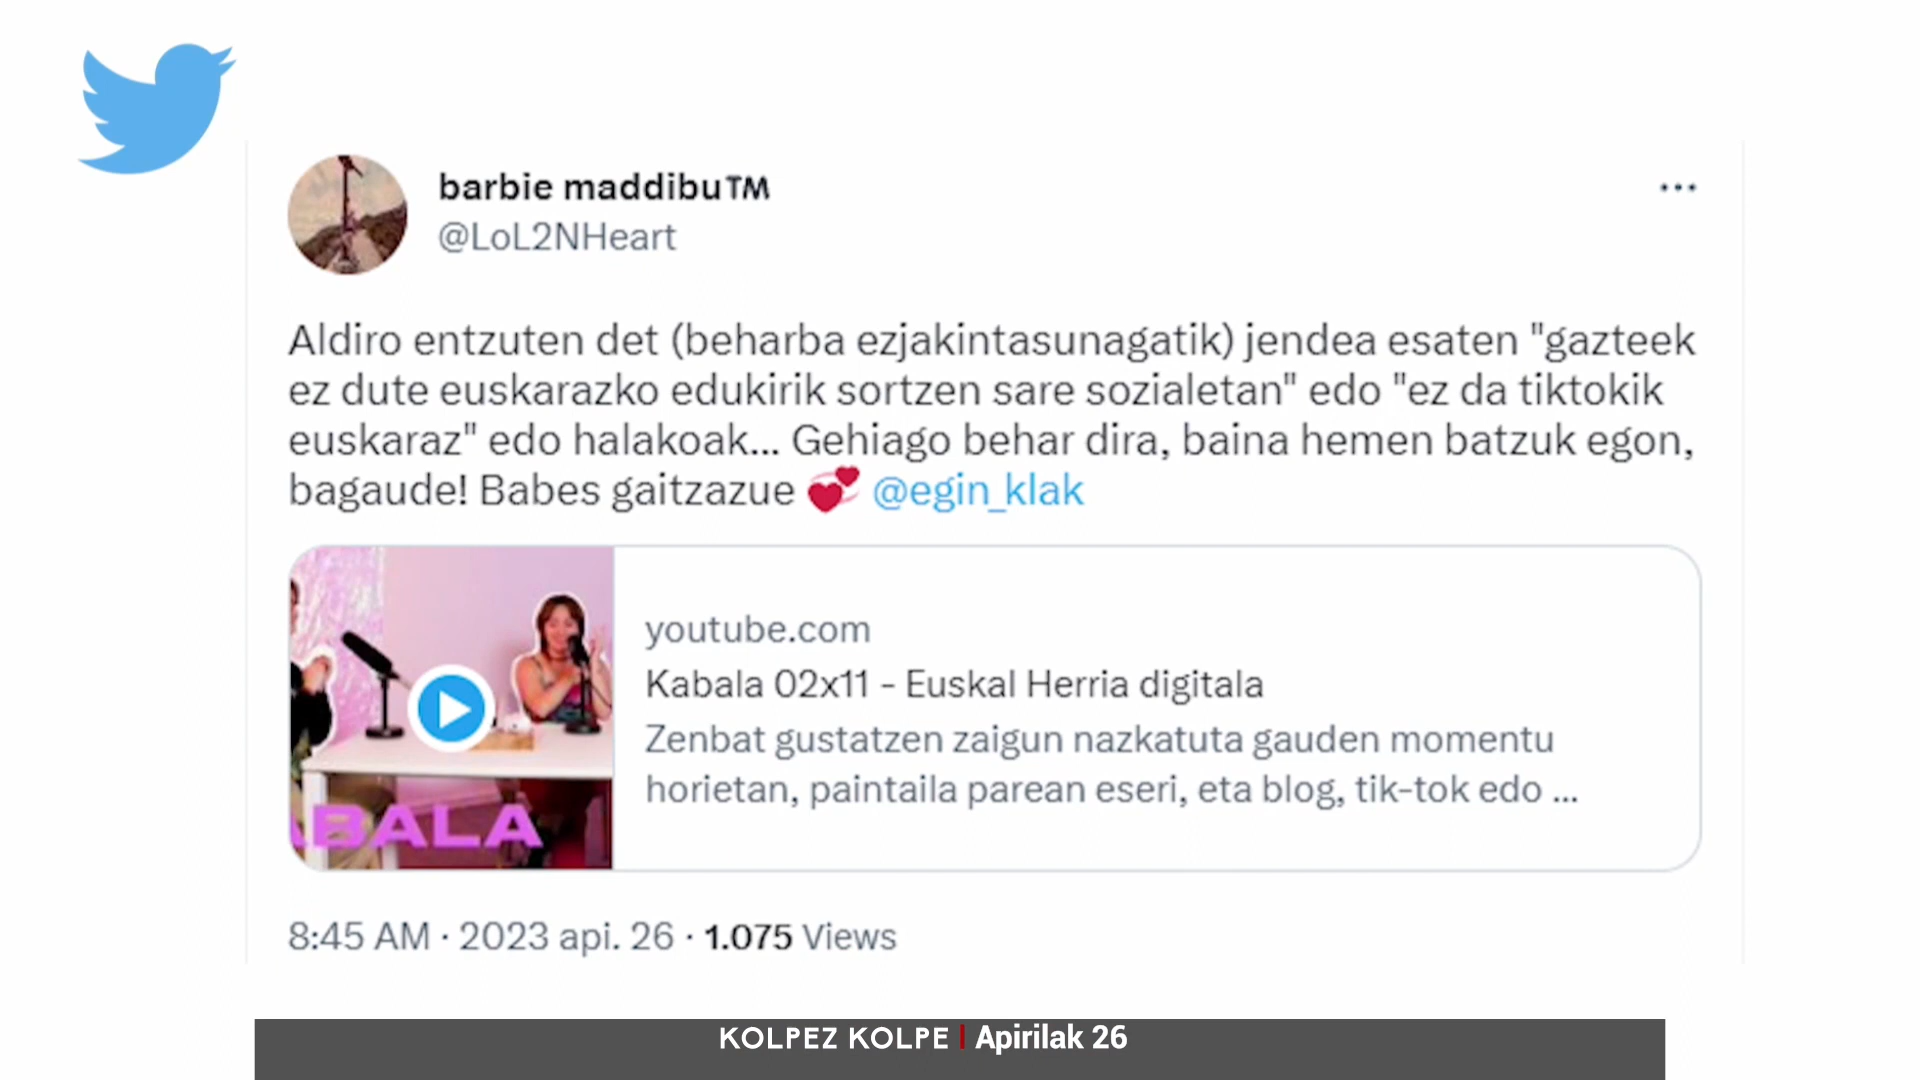 barbie maddibu™
@LoL2NHeart
Aldiro entzuten det (beharba ezjakintasunagatik) jendea esaten "gazteek
ez dute euskarazko edukirik sortzen sare sozialetan" edo "ez da tiktokik
euskaraz" edo halakoak... Gehiago behar dira, baina hemen batzuk egon,
bagaude! Babes gaitzazue 💞 @egin_klak
youtube.com
Kabala 02x11 - Euskal Herria digitala
Zenbat gustatzen zaigun nazkatuta gauden momentu
horietan, paintaila parean eseri, eta blog, tik-tok edo ...
ABALA
8:45 AM · 2023 api. 26 · 1.075 Views
KOLPEZ KOLPE | Apirilak 26